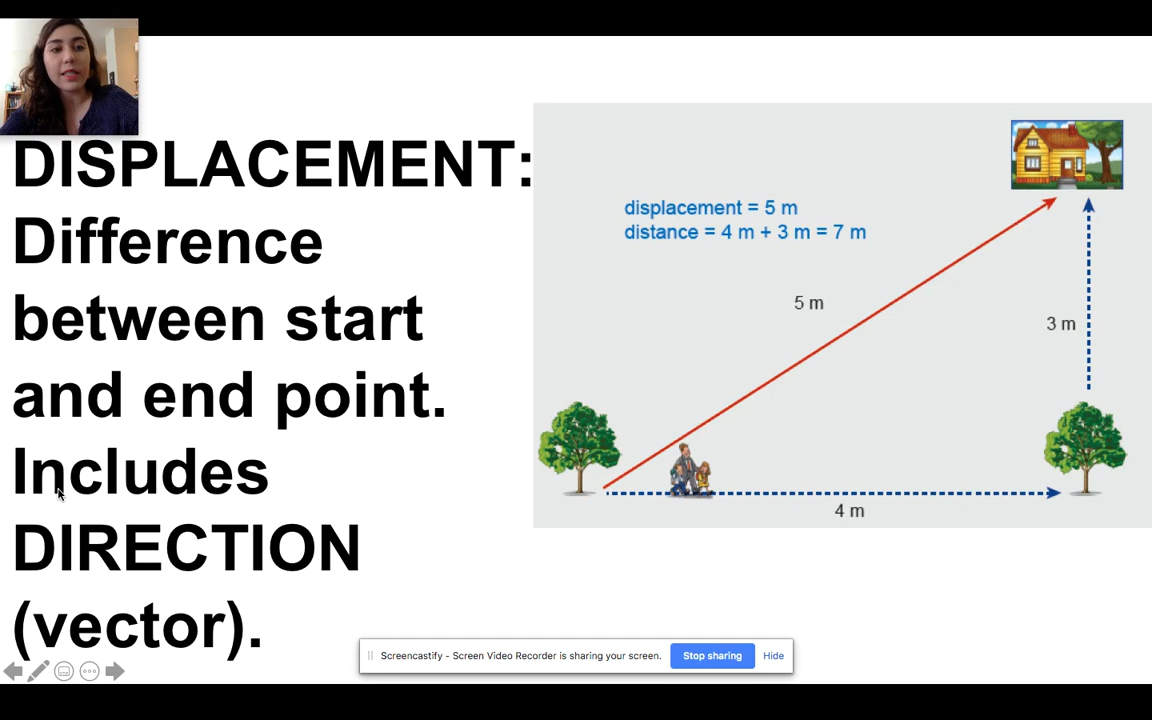 DISPLACEMENT:
Difference
between start
and end point.
Includes
DIRECTION
(vector).
displacement = 5 m
distance = 4 m + 3 m = 7 m
5 m
3 m
4 m
Screencastify - Screen Video Recorder is sharing your screen.
Stop sharing
Hide